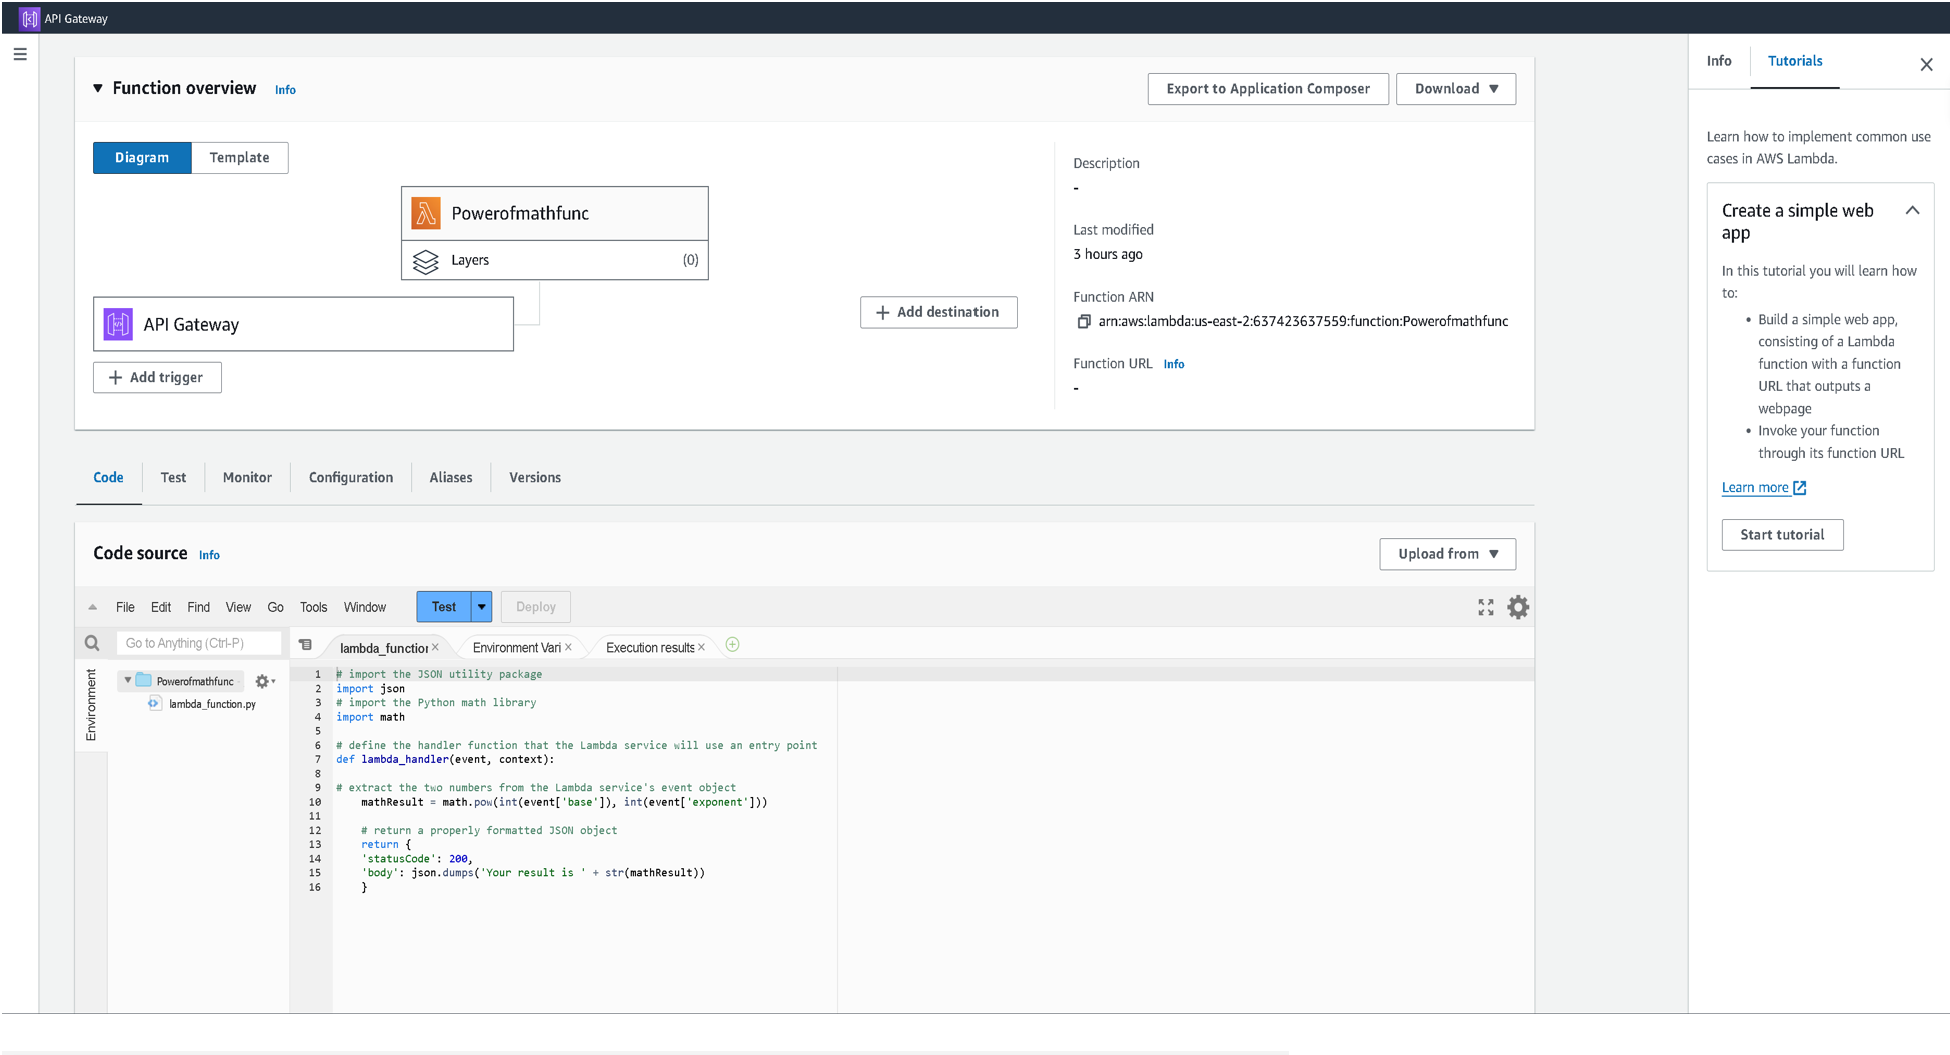 API Gateway
Function overview Info
Export to Application Composer
Download
Diagram
Template
Powerofmathfunc
Layers (0)
API Gateway
Add trigger
Add destination
Description
-
Last modified
3 hours ago
Function ARN
arn:aws:lambda:us-east-2:637423637559:function:Powerofmathfunc
Function URL Info
-
Code Test Monitor Configuration Aliases Versions
Code source Info
Upload from
File Edit Find View Go Tools Window Test Deploy
Go to Anything (Ctrl-P)
Environment
Powerofmathfunc
lambda_function.py
lambda_function × Environment Vari × Execution results ×
1 # import the JSON utility package
2 import json
3 # import the Python math library
4 import math
5
6 # define the handler function that the Lambda service will use an entry point
7 def lambda_handler(event, context):
8
9 # extract the two numbers from the Lambda service's event object
10 mathResult = math.pow(int(event['base']), int(event['exponent']))
11
12 # return a properly formatted JSON object
13 return {
14 'statusCode': 200,
15 'body': json.dumps('Your result is ' + str(mathResult))
16 }
Info Tutorials
Learn how to implement common use
cases in AWS Lambda.
Create a simple web
app
In this tutorial you will learn how
to:
• Build a simple web app,
consisting of a Lambda
function with a function
URL that outputs a
webpage
• Invoke your function
through its function URL
Learn more
Start tutorial